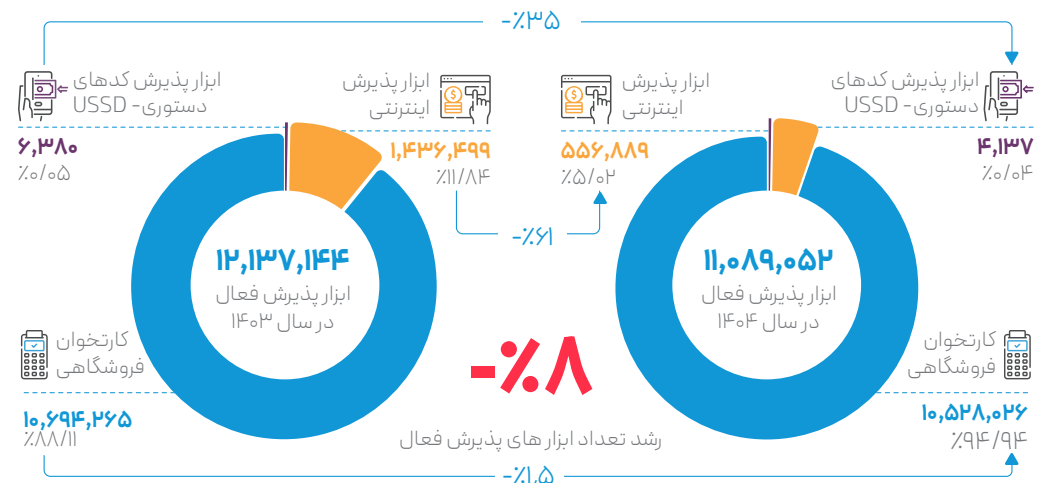 -٪۳۵
ابزار پذیرش کدهای
دستوری- USSD
۶,۳۸۰
٪۰/۰۵
ابزار پذیرش
اینترنتی
۱,۴۳۶,۴۹۹
٪۱۱/۸۴
ابزار پذیرش
اینترنتی
۵۵۶,۸۸۹
٪۵/۰۲
ابزار پذیرش کدهای
دستوری- USSD
۴,۱۳۷
٪۰/۰۴
-٪۶۱
۱۲,۱۳۷,۱۴۴
ابزار پذیرش فعال
در سال ۱۴۰۳
۱۱,۰۸۹,۰۵۲
ابزار پذیرش فعال
در سال ۱۴۰۴
کارتخوان
فروشگاهی
۱۰,۶۹۴,۲۶۵
٪۸۸/۱۱
-٪۸
رشد تعداد ابزار های پذیرش فعال
کارتخوان
فروشگاهی
۱۰,۵۲۸,۰۲۶
٪۹۴/۹۴
-٪۱,۵